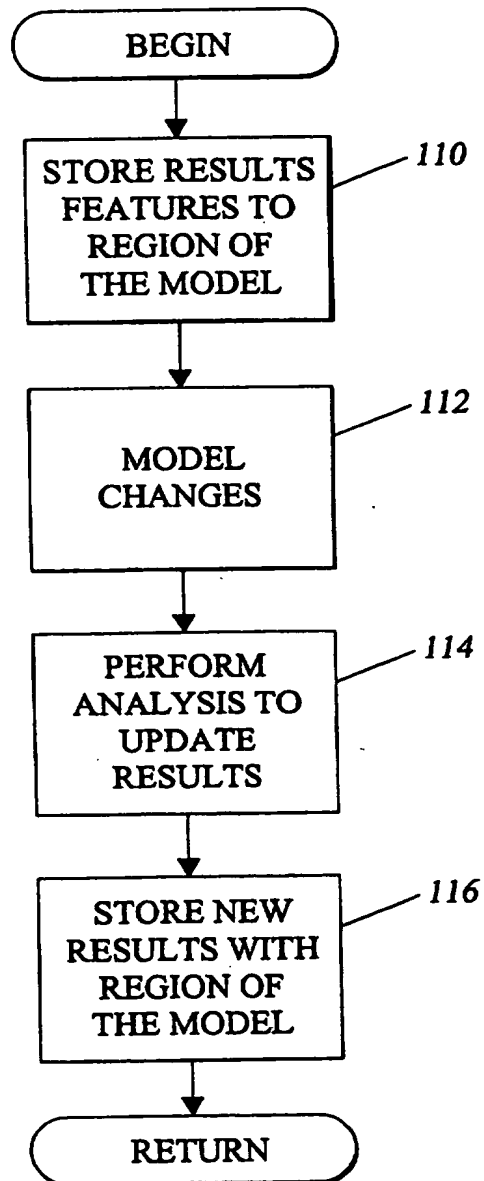 BEGIN
STORE RESULTS
FEATURES TO
REGION OF
THE MODEL
110
MODEL
CHANGES
112
PERFORM
ANALYSIS TO
UPDATE
RESULTS
114
STORE NEW
RESULTS WITH
REGION OF
THE MODEL
116
RETURN